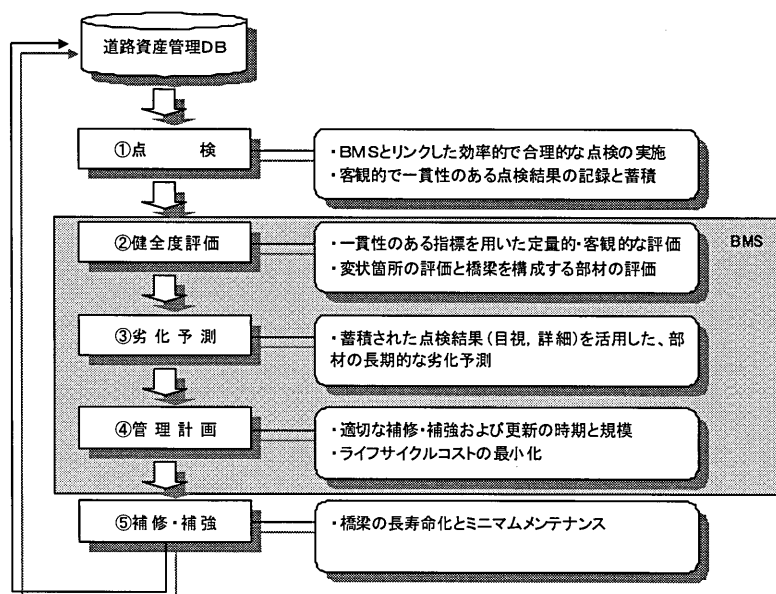 道路資産管理DB
①点　検
・BMSとリンクした効率的で合理的な点検の実施
・客観的で一貫性のある点検結果の記録と蓄積
②健全度評価
・一貫性のある指標を用いた定量的・客観的な評価
・変状箇所の評価と橋梁を構成する部材の評価
BMS
③劣化予測
・蓄積された点検結果(目視,詳細)を活用した、部
材の長期的な劣化予測
④管理計画
・適切な補修・補強および更新の時期と規模
・ライフサイクルコストの最小化
⑤補修・補強
・橋梁の長寿命化とミニマムメンテナンス